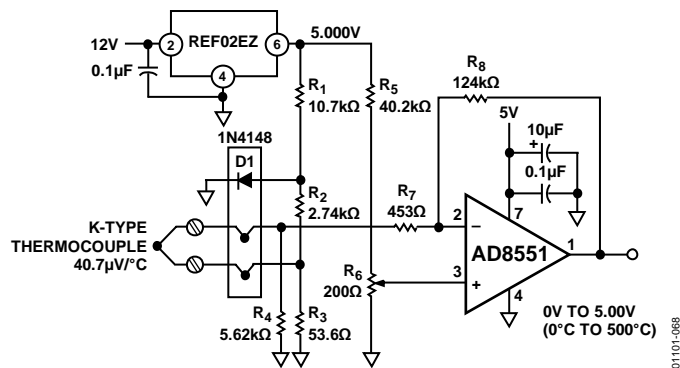 12V
2
REF02EZ
6
5.000V
0.1µF
4
R1
10.7kΩ
R5
40.2kΩ
R8
124kΩ
1N4148
D1
5V
10µF
+
0.1µF
R2
2.74kΩ
R7
453Ω
K-TYPE
THERMOCOUPLE
40.7µV/°C
2
−
7
AD8551
1
R6
200Ω
3
+
4
R4
5.62kΩ
R3
53.6Ω
0V TO 5.00V
(0°C TO 500°C)
01101-068